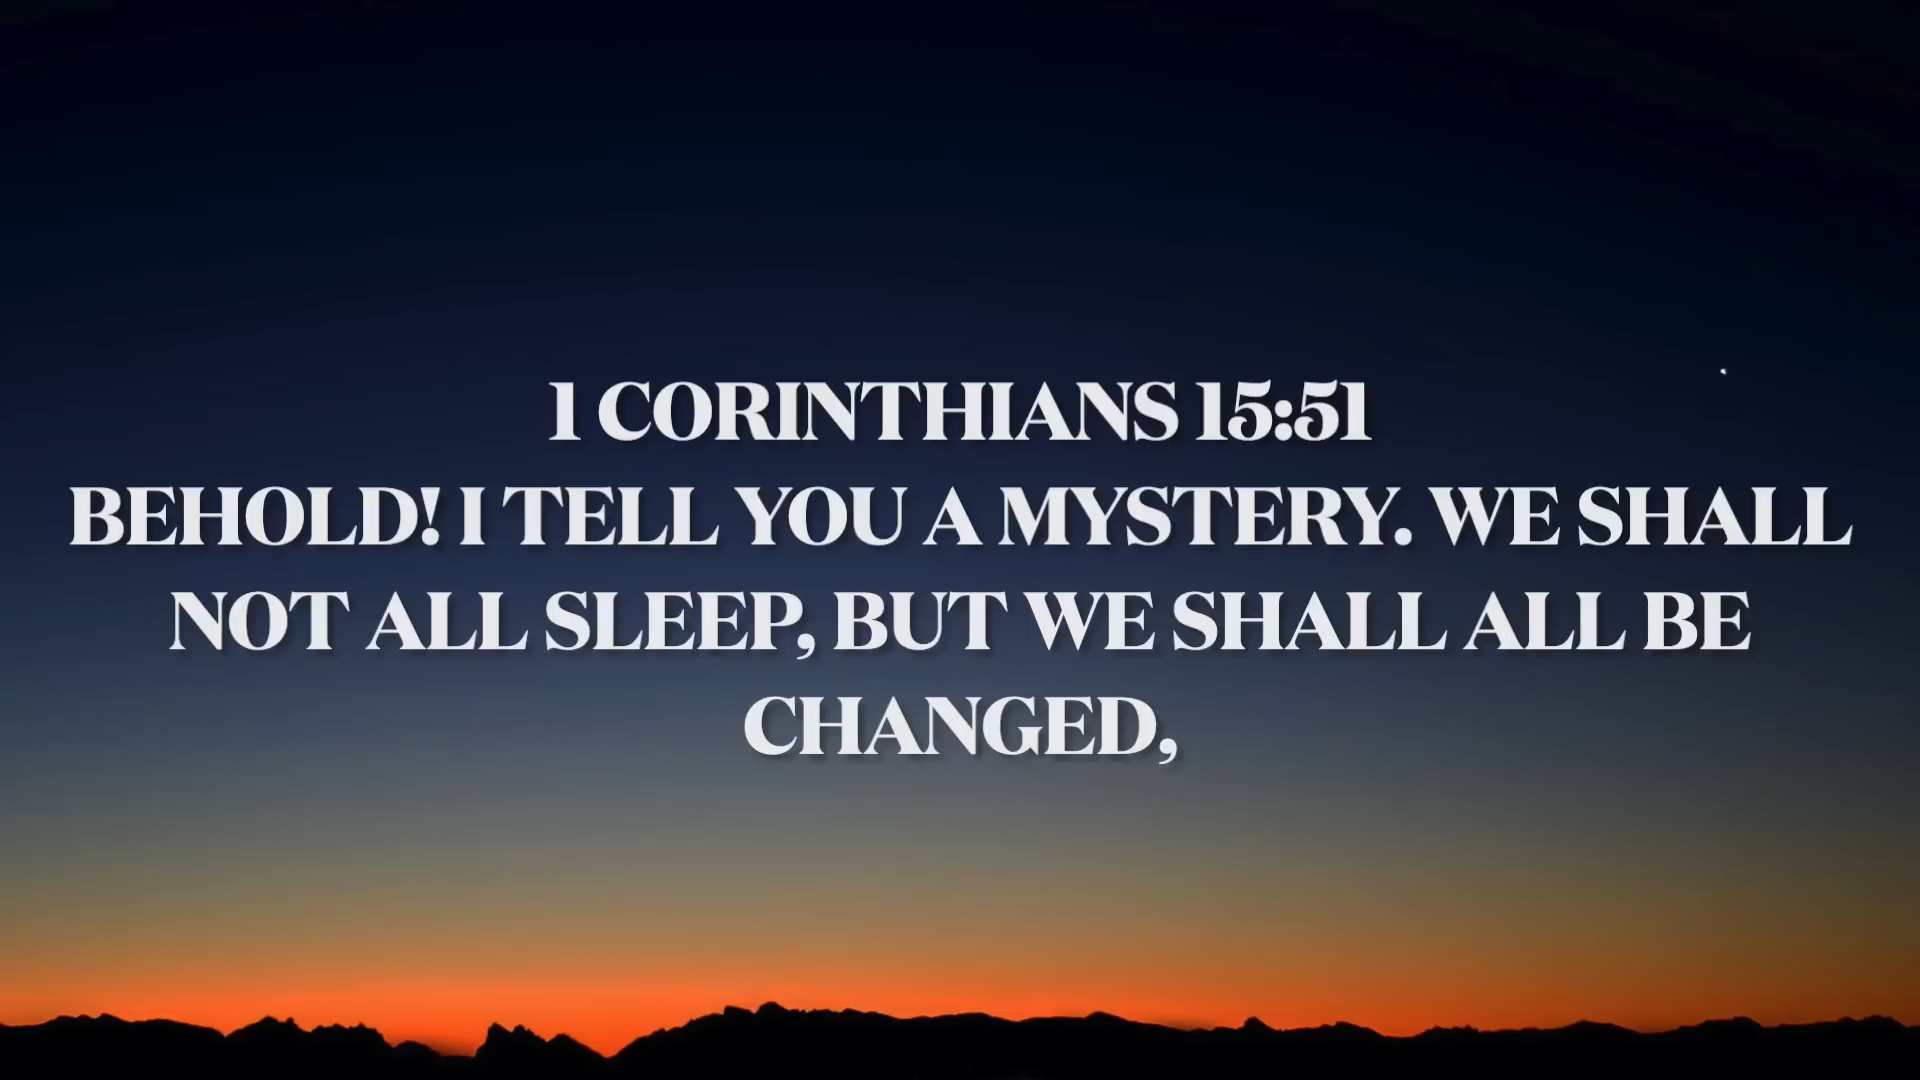 1 CORINTHIANS 15:51
BEHOLD! I TELL YOU A MYSTERY. WE SHALL
NOT ALL SLEEP, BUT WE SHALL ALL BE
CHANGED,